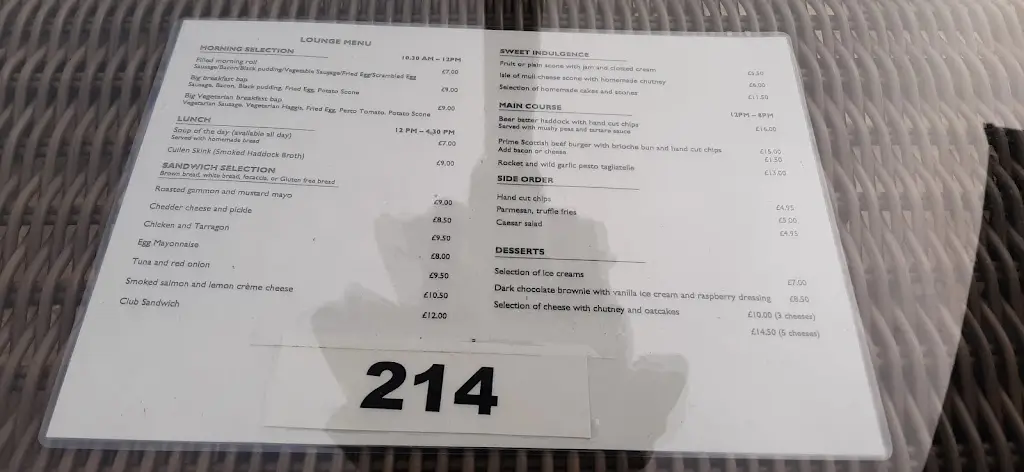 LOUNGE MENU
MORNING SELECTION 10.30 AM – 12PM
Filled morning roll £7.00
Sausage/Bacon/Black pudding/Vegetable Sausage/Fried Egg/Scrambled Egg
Big breakfast bap £9.00
Sausage, Bacon, Black pudding, Fried Egg, Potato Scone
Big Vegetarian breakfast bap £9.00
Vegetarian Sausage, Vegetarian Haggis, Fried Egg, Pesto Tomato, Potato Scone
LUNCH 12 PM – 4.30 PM
Soup of the day (available all day) £7.00
Served with homemade bread
Cullen Skink (Smoked Haddock Broth) £9.00
SANDWICH SELECTION
Brown bread, white bread, focaccia, or Gluten free bread
Roasted gammon and mustard mayo £9.00
Chedder cheese and pickle £8.50
Chicken and Tarragon £9.50
Egg Mayonnaise £8.00
Tuna and red onion £9.50
Smoked salmon and lemon crème cheese £10.50
Club Sandwich £12.00
SWEET INDULGENCE
Fruit or plain scone with jam and clotted cream £6.50
Isle of mull cheese scone with homemade chutney £6.00
Selection of homemade cakes and scones £11.50
MAIN COURSE 12PM – 8PM
Beer batter haddock with hand cut chips £16.00
Served with mushy peas and tartare sauce
Prime Scottish beef burger with brioche bun and hand cut chips £15.00
Add bacon or cheese £1.50
Rocket and wild garlic pesto tagliatelle £13.00
SIDE ORDER
Hand cut chips £4.95
Parmesan, truffle fries £5.00
Caesar salad £4.95
DESSERTS
Selection of Ice creams £7.00
Dark chocolate brownie with vanilla ice cream and raspberry dressing £8.50
Selection of cheese with chutney and oatcakes £10.00 (3 cheeses)
£14.50 (5 cheeses)
214